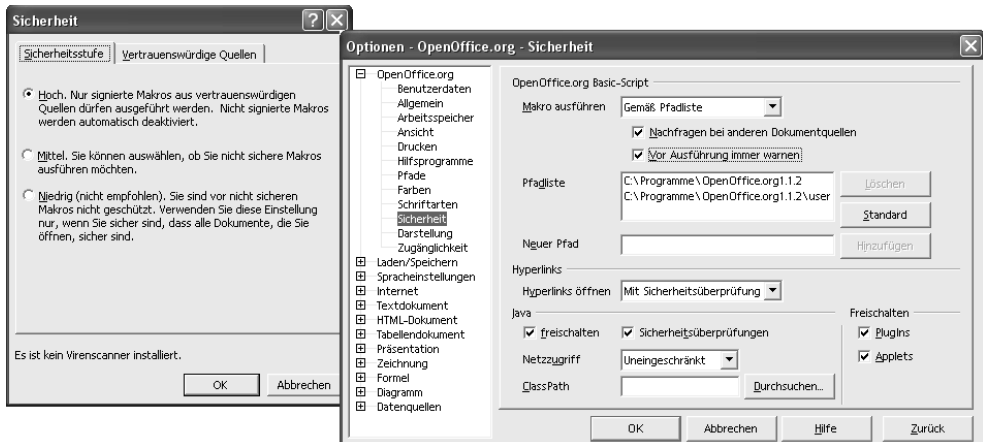 Sicherheit
Sicherheitsstufe
Vertrauenswürdige Quellen
Hoch. Nur signierte Makros aus vertrauenswürdigen
Quellen dürfen ausgeführt werden. Nicht signierte Makros
werden automatisch deaktiviert.
Mittel. Sie können auswählen, ob Sie nicht sichere Makros
ausführen möchten.
Niedrig (nicht empfohlen). Sie sind vor nicht sicheren
Makros nicht geschützt. Verwenden Sie diese Einstellung
nur, wenn Sie sicher sind, dass alle Dokumente, die Sie
öffnen, sicher sind.
Es ist kein Virenscanner installiert.
OK
Abbrechen
Optionen - OpenOffice.org - Sicherheit
OpenOffice.org
Benutzerdaten
Allgemein
Arbeitsspeicher
Ansicht
Drucken
Hilfsprogramme
Pfade
Farben
Schriftarten
Sicherheit
Darstellung
Zugänglichkeit
Laden/Speichern
Spracheinstellungen
Internet
Textdokument
HTML-Dokument
Tabellendokument
Präsentation
Zeichnung
Formel
Diagramm
Datenquellen
OpenOffice.org Basic-Script
Makro ausführen
Gemäß Pfadliste
Nachfragen bei anderen Dokumentquellen
Vor Ausführung immer warnen
Pfadliste
C:\Programme\OpenOffice.org1.1.2
C:\Programme\OpenOffice.org1.1.2\user
Löschen
Standard
Neuer Pfad
Hinzufügen
Hyperlinks
Hyperlinks öffnen
Mit Sicherheitsüberprüfung
Java
freischalten
Sicherheitsüberprüfungen
Netzzugriff
Uneingeschränkt
ClassPath
Durchsuchen...
Freischalten
PlugIns
Applets
OK
Abbrechen
Hilfe
Zurück